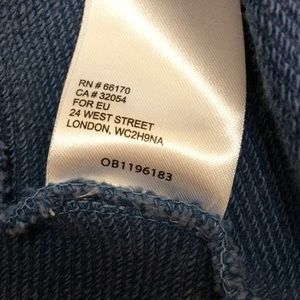 RN # 66170
CA # 32054
FOR EU
24 WEST STREET
LONDON, WC2H9NA
OB1196183